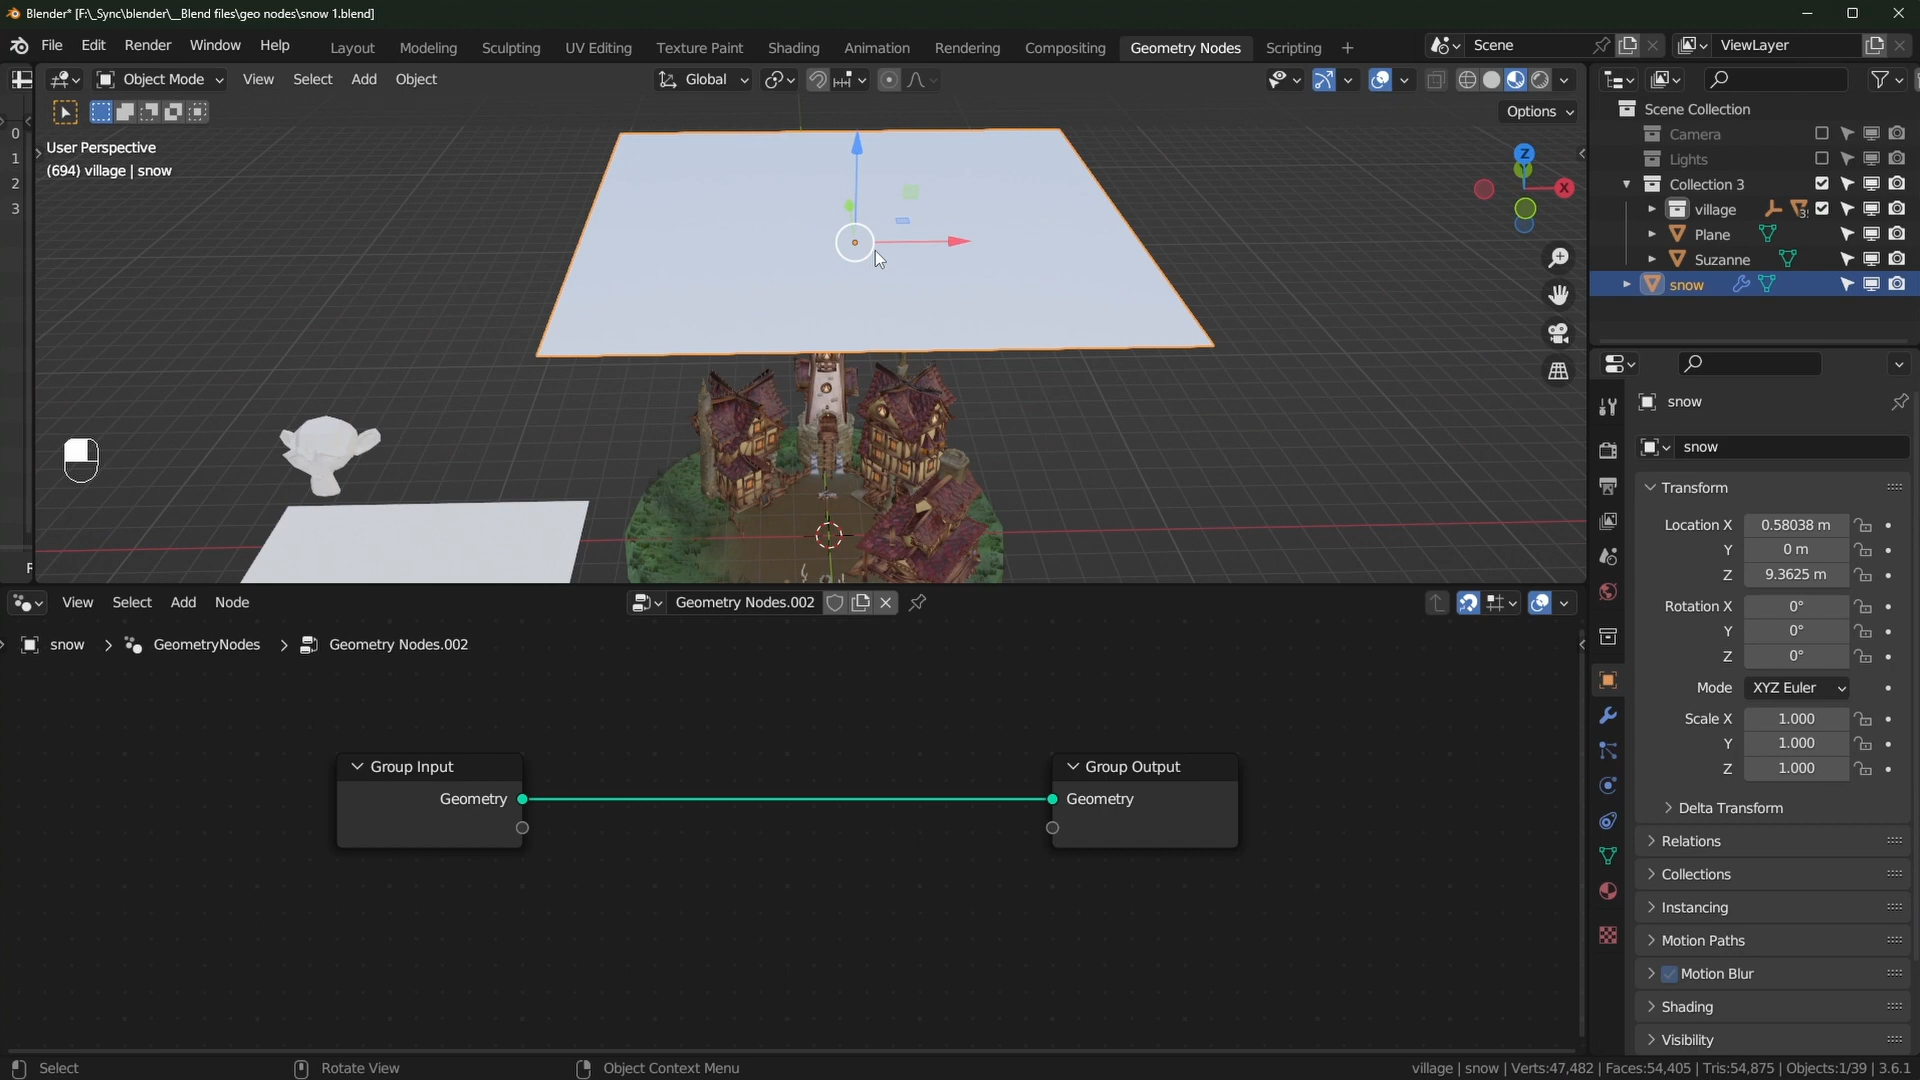 Blender* [F:\_Sync\blender\__Blend files\geo nodes\snow 1.blend]
File Edit Render Window Help Layout Modeling Sculpting UV Editing Texture Paint Shading Animation Rendering Compositing Geometry Nodes Scripting + Scene ViewLayer
Object Mode View Select Add Object Global
Options
User Perspective
(694) village | snow
0
1
2
3
Z
X
Scene Collection
Camera
Lights
Collection 3
village
Plane
Suzanne
snow
snow
snow
Transform
Location X 0.58038 m
Y 0 m
Z 9.3625 m
Rotation X 0°
Y 0°
Z 0°
Mode XYZ Euler
Scale X 1.000
Y 1.000
Z 1.000
Delta Transform
Relations
Collections
Instancing
Motion Paths
Motion Blur
Shading
Visibility
View Select Add Node Geometry Nodes.002
snow > GeometryNodes > Geometry Nodes.002
Group Input
Geometry
Group Output
Geometry
Select Rotate View Object Context Menu village | snow | Verts:47,482 | Faces:54,405 | Tris:54,875 | Objects:1/39 | 3.6.1